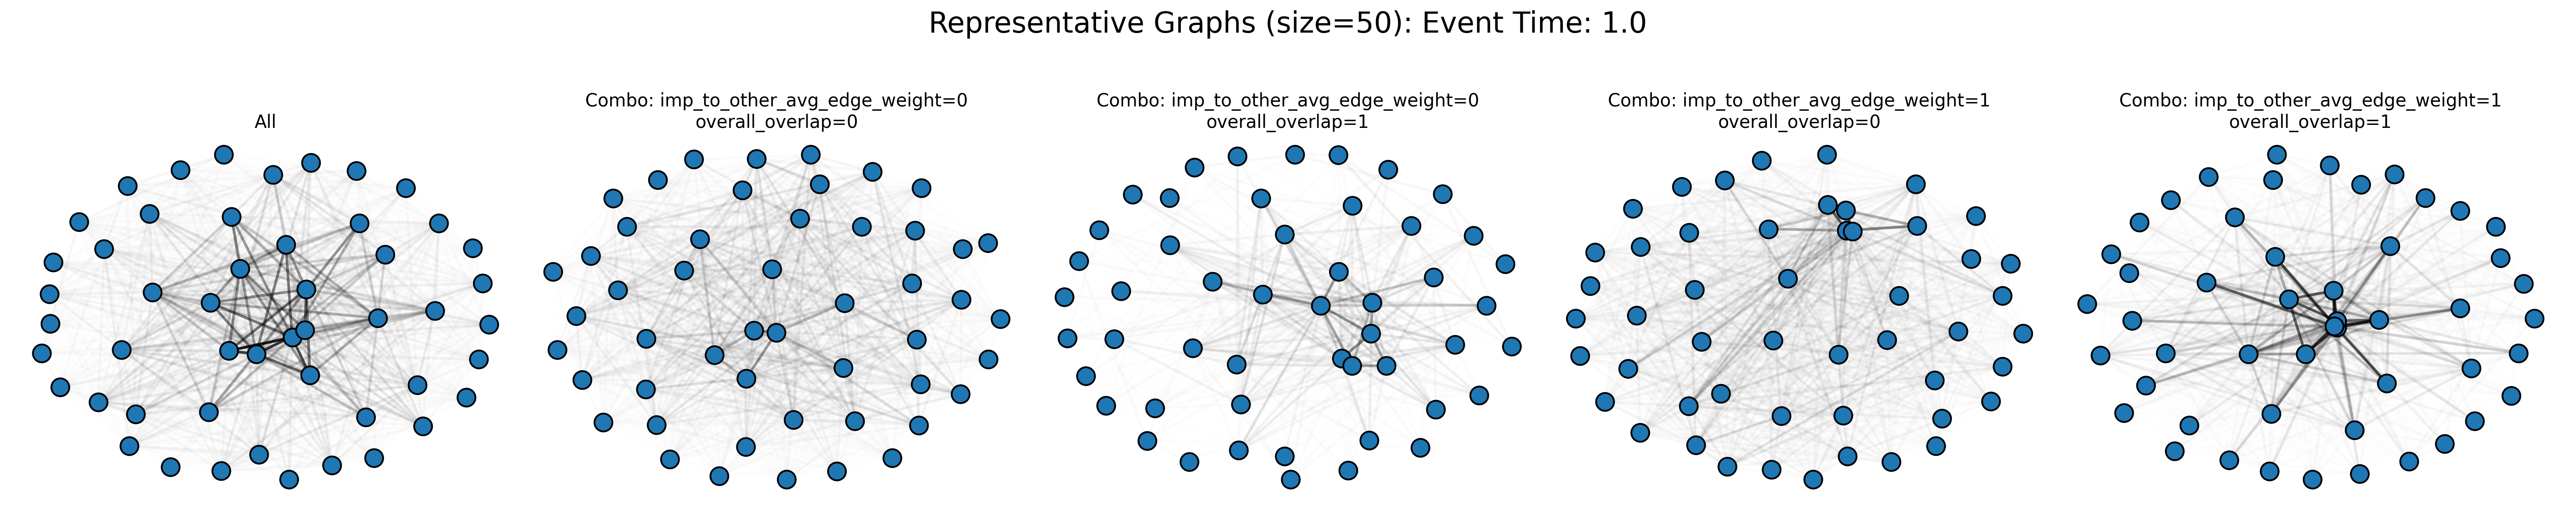 Representative Graphs (size=50): Event Time: 1.0
All
Combo: imp_to_other_avg_edge_weight=0
overall_overlap=0
Combo: imp_to_other_avg_edge_weight=0
overall_overlap=1
Combo: imp_to_other_avg_edge_weight=1
overall_overlap=0
Combo: imp_to_other_avg_edge_weight=1
overall_overlap=1